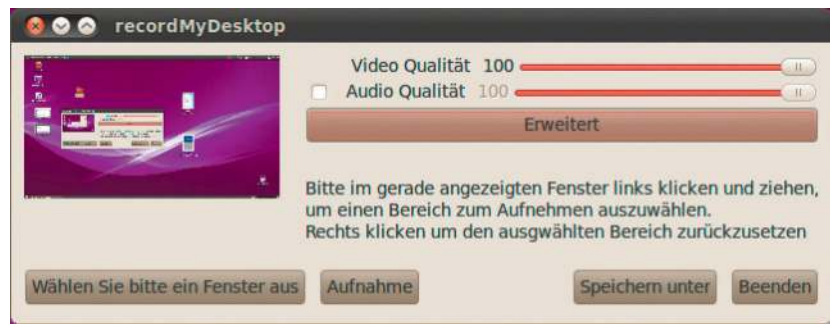 recordMyDesktop
Video Qualität 100
Audio Qualität 100
Erweitert
Bitte im gerade angezeigten Fenster links klicken und ziehen,
um einen Bereich zum Aufnehmen auszuwählen.
Rechts klicken um den ausgwählten Bereich zurückzusetzen
Wählen Sie bitte ein Fenster aus Aufnahme Speichern unter Beenden